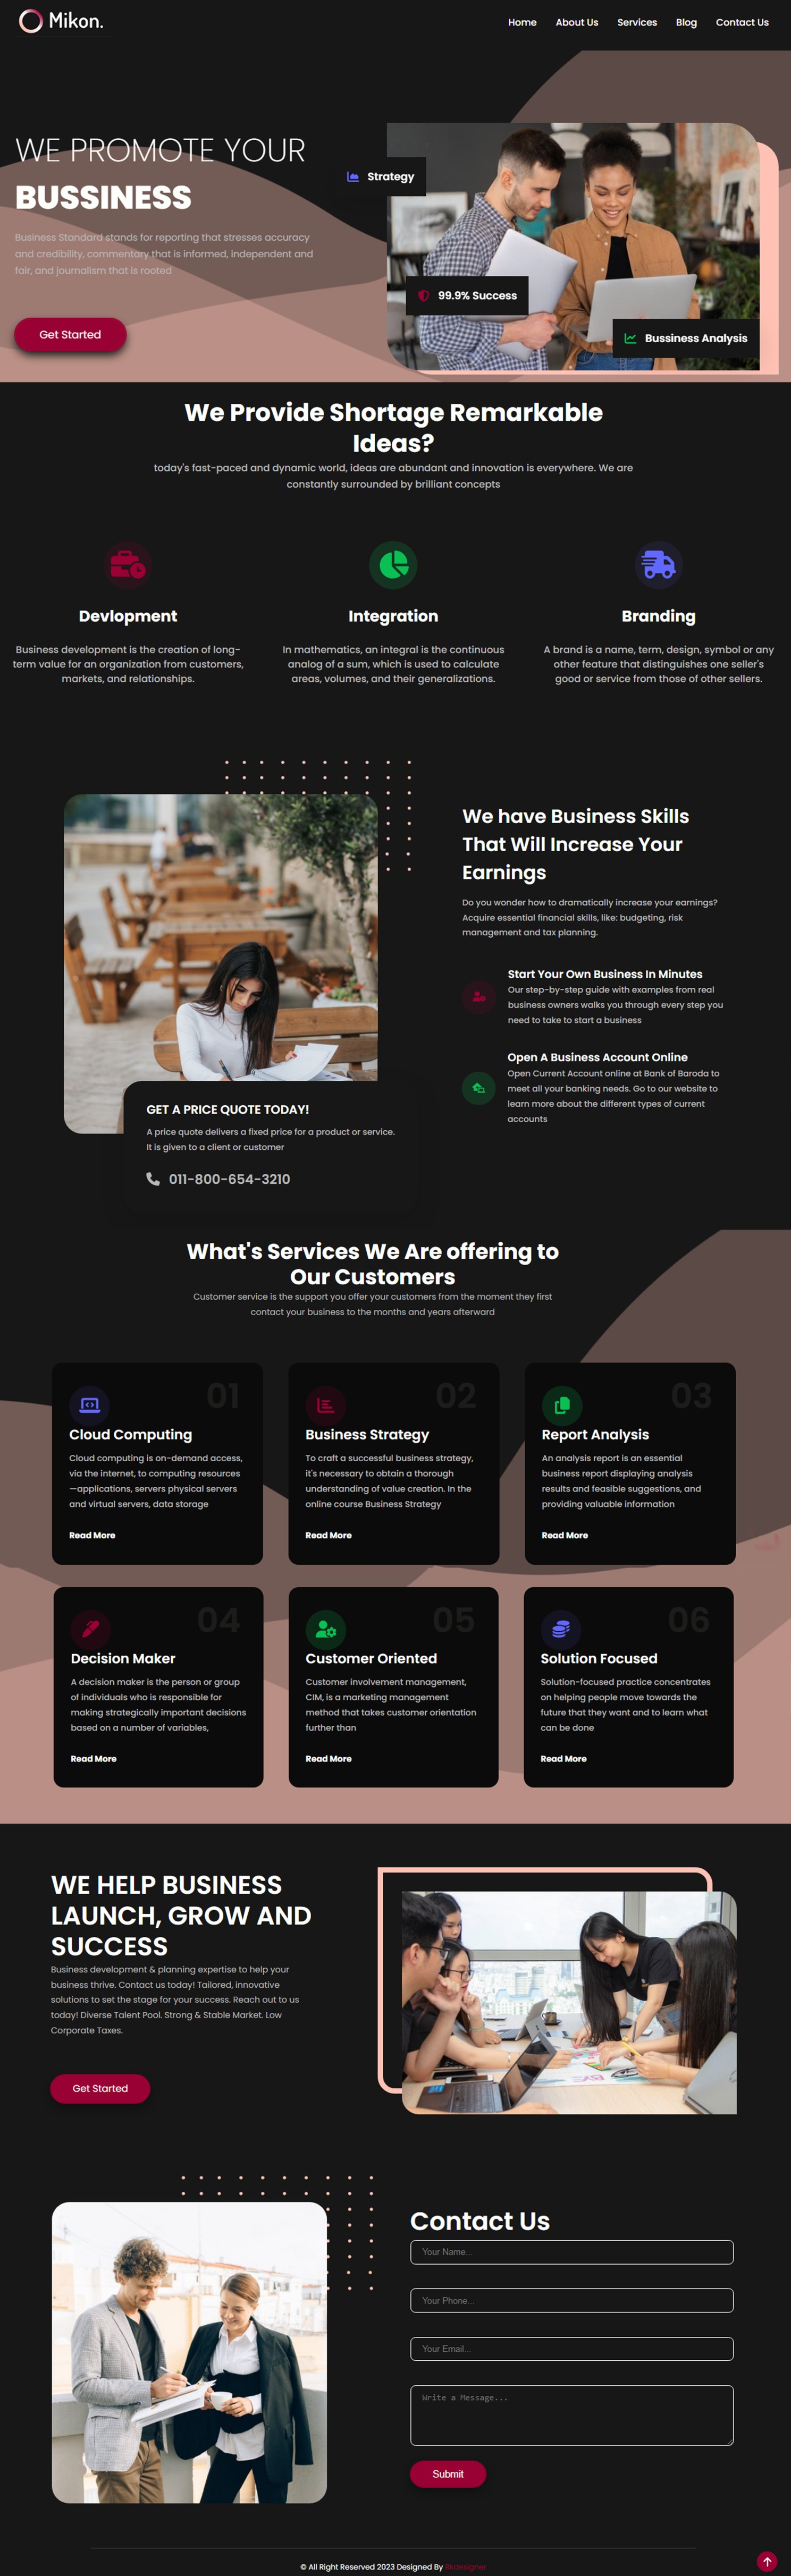 Mikon.
Home About Us Services Blog Contact Us
WE PROMOTE YOUR
BUSSINESS
Business Standard stands for reporting that stresses accuracy
and credibility, commentary that is informed, independent and
fair, and journalism that is rooted
Get Started
Strategy
99.9% Success
Bussiness Analysis
We Provide Shortage Remarkable
Ideas?
today's fast-paced and dynamic world, ideas are abundant and innovation is everywhere. We are
constantly surrounded by brilliant concepts
Devlopment
Business development is the creation of long-
term value for an organization from customers,
markets, and relationships.
Integration
In mathematics, an integral is the continuous
analog of a sum, which is used to calculate
areas, volumes, and their generalizations.
Branding
A brand is a name, term, design, symbol or any
other feature that distinguishes one seller's
good or service from those of other sellers.
GET A PRICE QUOTE TODAY!
A price quote delivers a fixed price for a product or service.
It is given to a client or customer
011-800-654-3210
We have Business Skills
That Will Increase Your
Earnings
Do you wonder how to dramatically increase your earnings?
Acquire essential financial skills, like: budgeting, risk
management and tax planning.
Start Your Own Business In Minutes
Our step-by-step guide with examples from real
business owners walks you through every step you
need to take to start a business
Open A Business Account Online
Open Current Account online at Bank of Baroda to
meet all your banking needs. Go to our website to
learn more about the different types of current
accounts
What's Services We Are offering to
Our Customers
Customer service is the support you offer your customers from the moment they first
contact your business to the months and years afterward
01
Cloud Computing
Cloud computing is on-demand access,
via the internet, to computing resources
—applications, servers physical servers
and virtual servers, data storage
Read More
02
Business Strategy
To craft a successful business strategy,
it's necessary to obtain a thorough
understanding of value creation. In the
online course Business Strategy
Read More
03
Report Analysis
An analysis report is an essential
business report displaying analysis
results and feasible suggestions, and
providing valuable information
Read More
04
Decision Maker
A decision maker is the person or group
of individuals who is responsible for
making strategically important decisions
based on a number of variables,
Read More
05
Customer Oriented
Customer involvement management,
CIM, is a marketing management
method that takes customer orientation
further than
Read More
06
Solution Focused
Solution-focused practice concentrates
on helping people move towards the
future that they want and to learn what
can be done
Read More
WE HELP BUSINESS
LAUNCH, GROW AND
SUCCESS
Business development & planning expertise to help your
business thrive. Contact us today! Tailored, innovative
solutions to set the stage for your success. Reach out to us
today! Diverse Talent Pool. Strong & Stable Market. Low
Corporate Taxes.
Get Started
Contact Us
Your Name...
Your Phone...
Your Email...
Write a Message...
Submit
© All Right Reserved 2023 Designed By